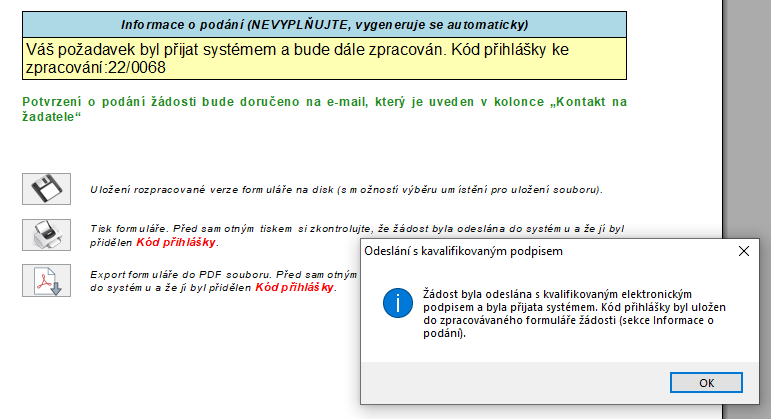 Informace o podání (NEVYPLŇUJTE, vygeneruje se automaticky)
Váš požadavek byl přijat systémem a bude dále zpracován. Kód přihlášky ke
zpracování:22/0068
Potvrzení o podání žádosti bude doručeno na e-mail, který je uveden v kolonce „Kontakt na
žadatele“
Uložení rozpracované verze formuláře na disk (s možností výběru umístění pro uložení souboru).
Tisk formuláře. Před samotným tiskem si zkontrolujte, že žádost byla odeslána do systému a že jí byl
přidělen Kód přihlášky.
Export formuláře do PDF souboru. Před samotným
do systému a že jí byl přidělen Kód přihlášky.
Odeslání s kavalifikovaným podpisem
Žádost byla odeslána s kvalifikovaným elektronickým
podpisem a byla přijata systémem. Kód přihlášky byl uložen
do zpracovávaného formuláře žádosti (sekce Informace o
podání).
OK